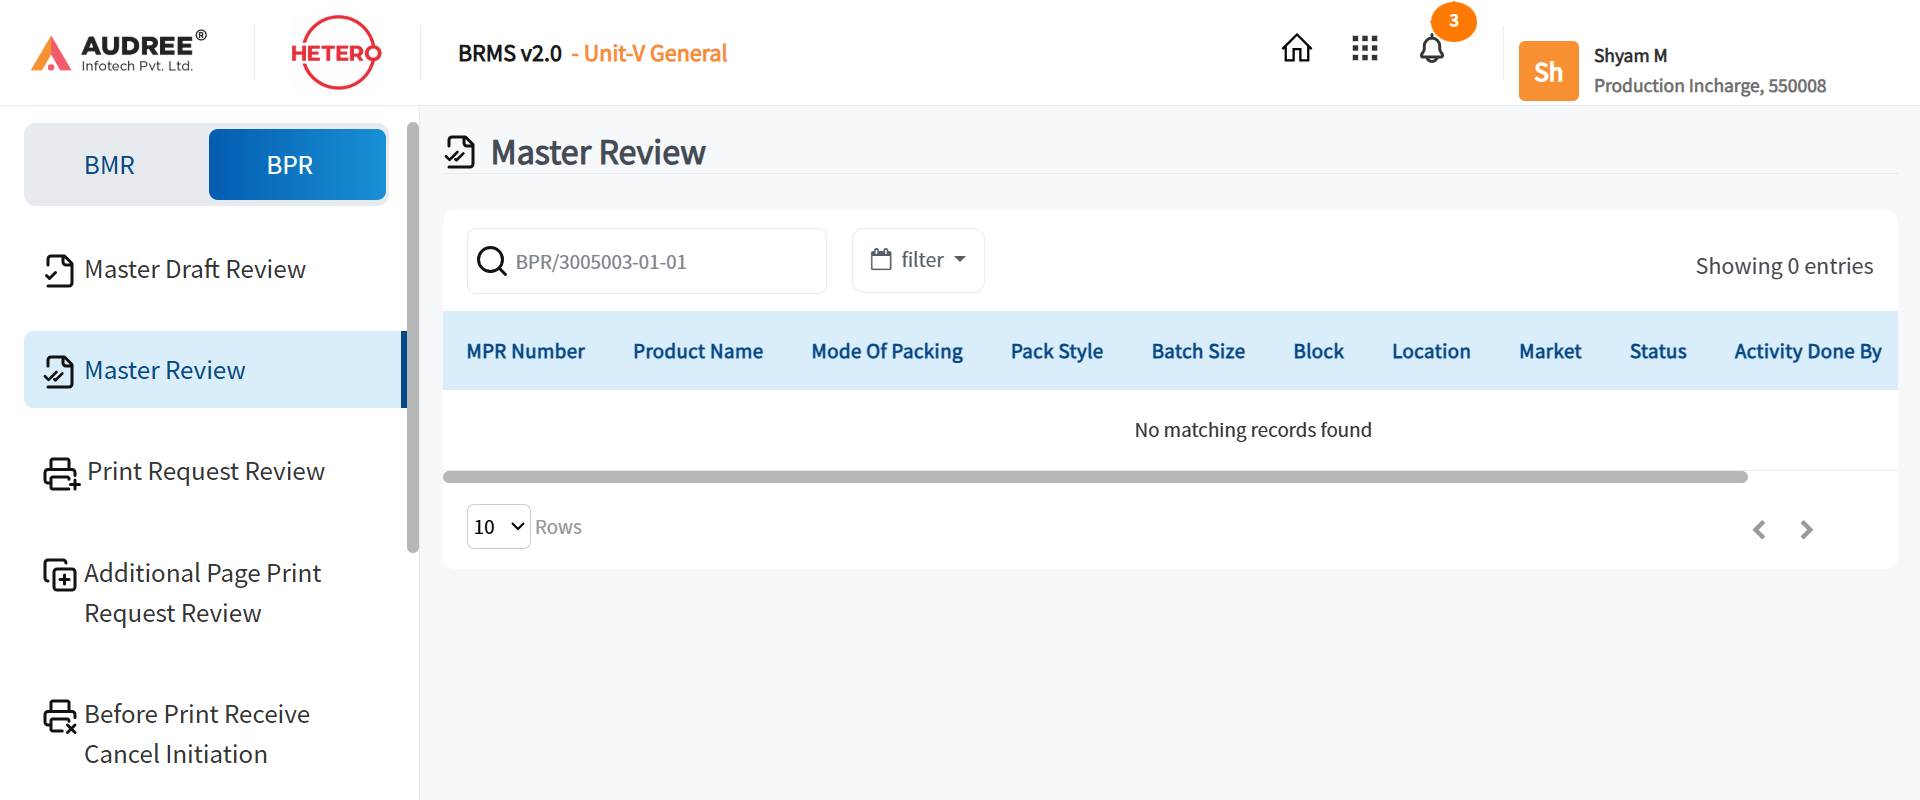 AUDREE®
Infotech Pvt. Ltd.
HETERO
BRMS v2.0 - Unit-V General
3
Sh
Shyam M
Production Incharge, 550008
BMR
BPR
Master Draft Review
Master Review
Print Request Review
Additional Page Print
Request Review
Before Print Receive
Cancel Initiation
Master Review
BPR/3005003-01-01
filter
Showing 0 entries
MPR Number Product Name Mode Of Packing Pack Style Batch Size Block Location Market Status Activity Done By
No matching records found
10 Rows